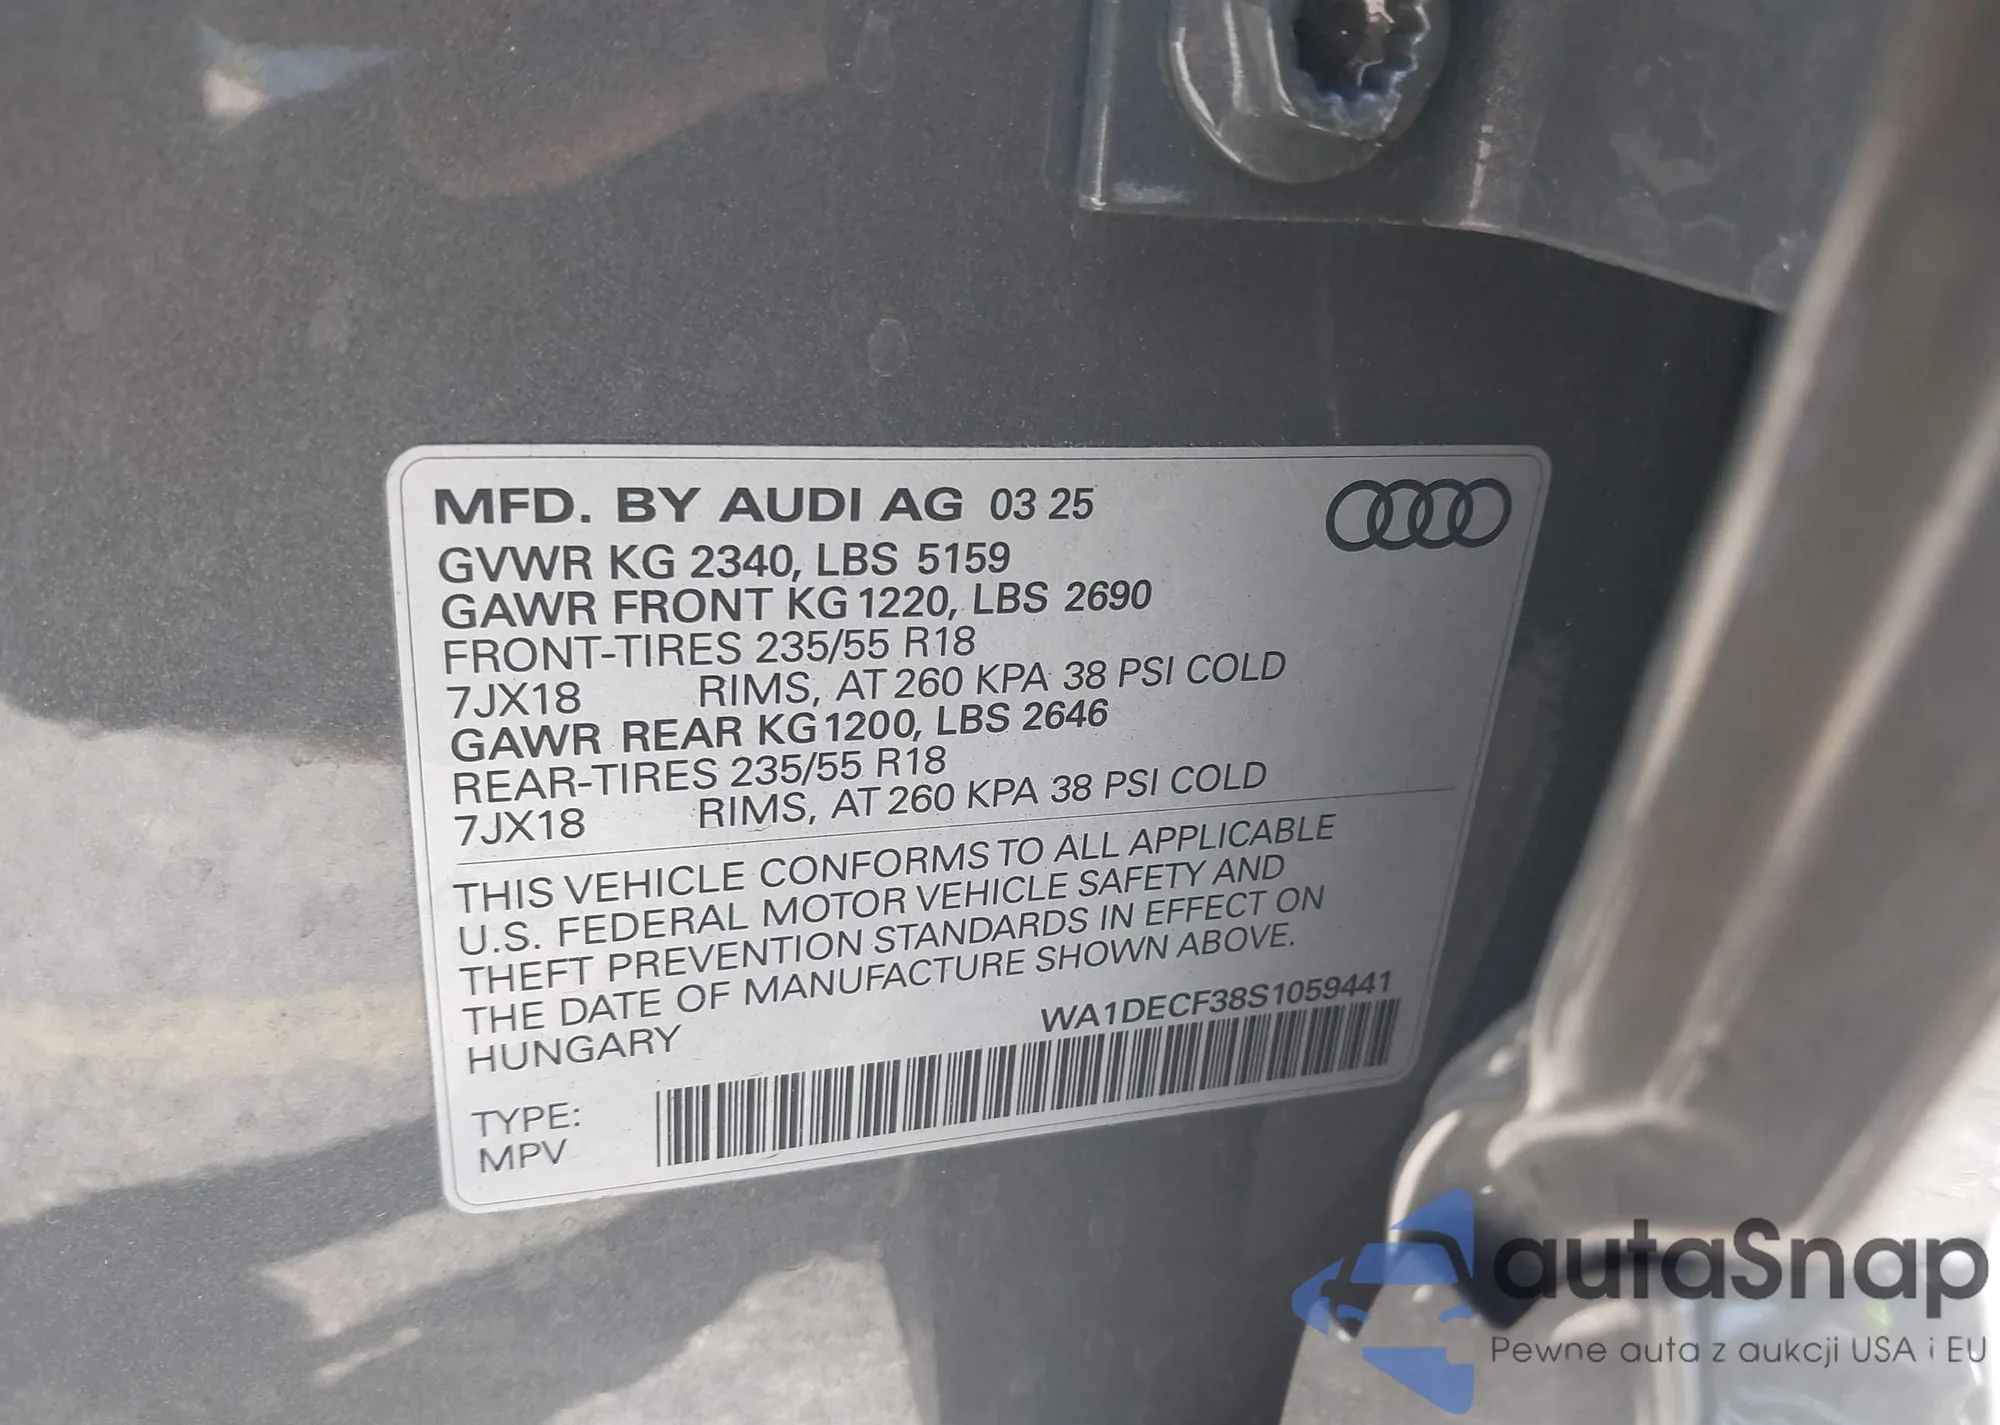 MFD. BY AUDI AG 03 25
GVWR KG 2340, LBS 5159
GAWR FRONT KG 1220, LBS 2690
FRONT-TIRES 235/55 R18
7JX18 RIMS, AT 260 KPA 38 PSI COLD
GAWR REAR KG 1200, LBS 2646
REAR-TIRES 235/55 R18
7JX18 RIMS, AT 260 KPA 38 PSI COLD
THIS VEHICLE CONFORMS TO ALL APPLICABLE
U.S. FEDERAL MOTOR VEHICLE SAFETY AND
THEFT PREVENTION STANDARDS IN EFFECT ON
THE DATE OF MANUFACTURE SHOWN ABOVE.
HUNGARY WA1DECF38S1059441
TYPE:
MPV
autaSnap
Pewne auta z aukcji USA i EU